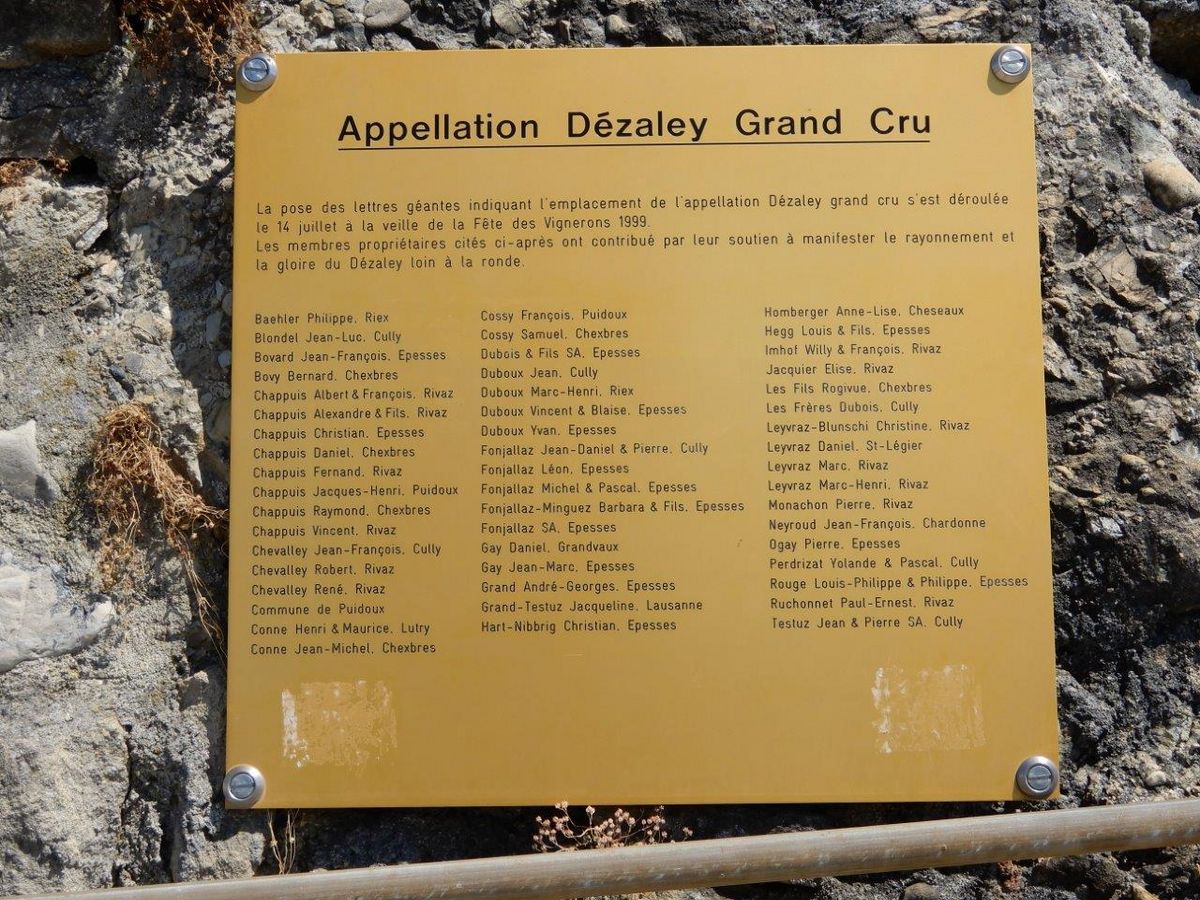 Appellation Dézaley Grand Cru
La pose des lettres géantes indiquant l'emplacement de l'appellation Dézaley grand cru s'est déroulée
le 14 juillet à la veille de la Fête des Vignerons 1999.
Les membres propriétaires cités ci-après ont contribué par leur soutien à manifester le rayonnement et
la gloire du Dézaley loin à la ronde.
Baehler Philippe, Riex
Blondel Jean-Luc, Cully
Bovard Jean-François, Epesses
Bovy Bernard, Chexbres
Chappuis Albert & François, Rivaz
Chappuis Alexandre & Fils, Rivaz
Chappuis Christian, Epesses
Chappuis Daniel, Chexbres
Chappuis Fernand, Rivaz
Chappuis Jacques-Henri, Puidoux
Chappuis Raymond, Chexbres
Chappuis Vincent, Rivaz
Chevalley Jean-François, Cully
Chevalley Robert, Rivaz
Chevalley René, Rivaz
Commune de Puidoux
Conne Henri & Maurice, Lutry
Conne Jean-Michel, Chexbres
Cossy François, Puidoux
Cossy Samuel, Chexbres
Dubois & Fils SA, Epesses
Duboux Jean, Cully
Duboux Marc-Henri, Riex
Duboux Vincent & Blaise, Epesses
Duboux Yvan, Epesses
Fonjallaz Jean-Daniel & Pierre, Cully
Fonjallaz Léon, Epesses
Fonjallaz Michel & Pascal, Epesses
Fonjallaz-Minguez Barbara & Fils, Epesses
Fonjallaz SA, Epesses
Gay Daniel, Grandvaux
Gay Jean-Marc, Epesses
Grand André-Georges, Epesses
Grand-Testuz Jacqueline, Lausanne
Hart-Nibbrig Christian, Epesses
Homberger Anne-Lise, Cheseaux
Hegg Louis & Fils, Epesses
Imhof Willy & François, Rivaz
Jacquier Elise, Rivaz
Les Fils Rogivue, Chexbres
Les Frères Dubois, Cully
Leyvraz-Blunschi Christine, Rivaz
Leyvraz Daniel, St-Légier
Leyvraz Marc, Rivaz
Leyvraz Marc-Henri, Rivaz
Monachon Pierre, Rivaz
Neyroud Jean-François, Chardonne
Ogay Pierre, Epesses
Perdrizat Yolande & Pascal, Cully
Rouge Louis-Philippe & Philippe, Epesses
Ruchonnet Paul-Ernest, Rivaz
Testuz Jean & Pierre SA, Cully